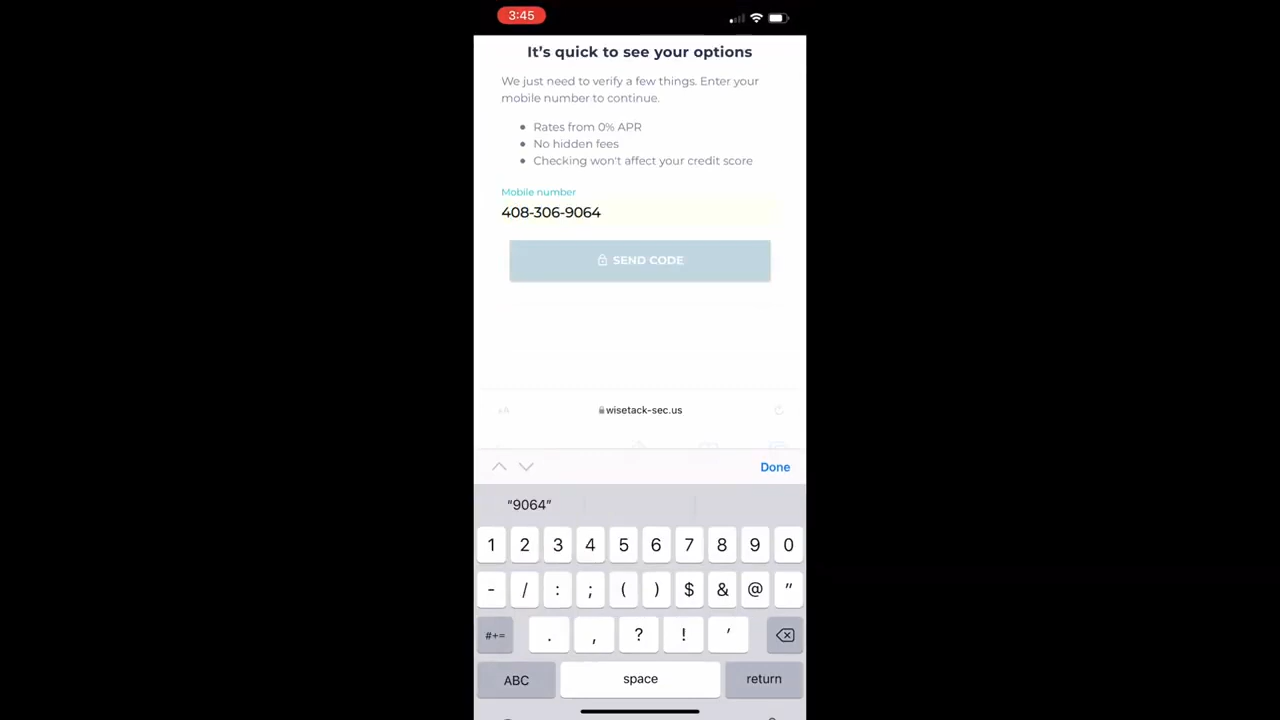 3:45
It's quick to see your options
We just need to verify a few things. Enter your
mobile number to continue.
Rates from 0% APR
No hidden fees
Checking won't affect your credit score
Mobile number
408-306-9064
SEND CODE
AA
wisetack-sec.us
Done
"9064"
1 2 3 4 5 6 7 8 9 0
- / : ; ( ) $ & @ "
#+= . , ? ! '
ABC space return